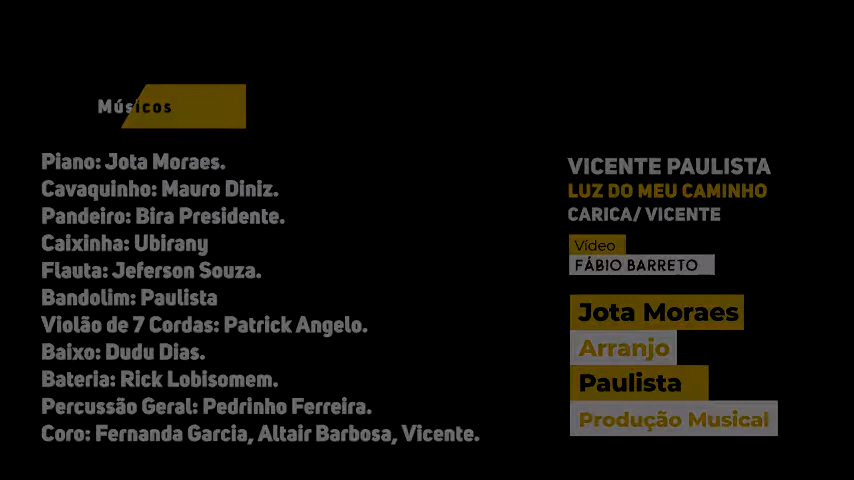 Músicos
Piano: Jota Moraes.
Cavaquinho: Mauro Diniz.
Pandeiro: Bira Presidente.
Caixinha: Ubirany
Flauta: Jeferson Souza.
Bandolim: Paulista
Violão de 7 Cordas: Patrick Angelo.
Baixo: Dudu Dias.
Bateria: Rick Lobisomem.
Percussão Geral: Pedrinho Ferreira.
Coro: Fernanda Garcia, Altair Barbosa, Vicente.
VICENTE PAULISTA
LUZ DO MEU CAMINHO
CARICA/ VICENTE
Vídeo
FÁBIO BARRETO
Jota Moraes
Arranjo
Paulista
Produção Musical